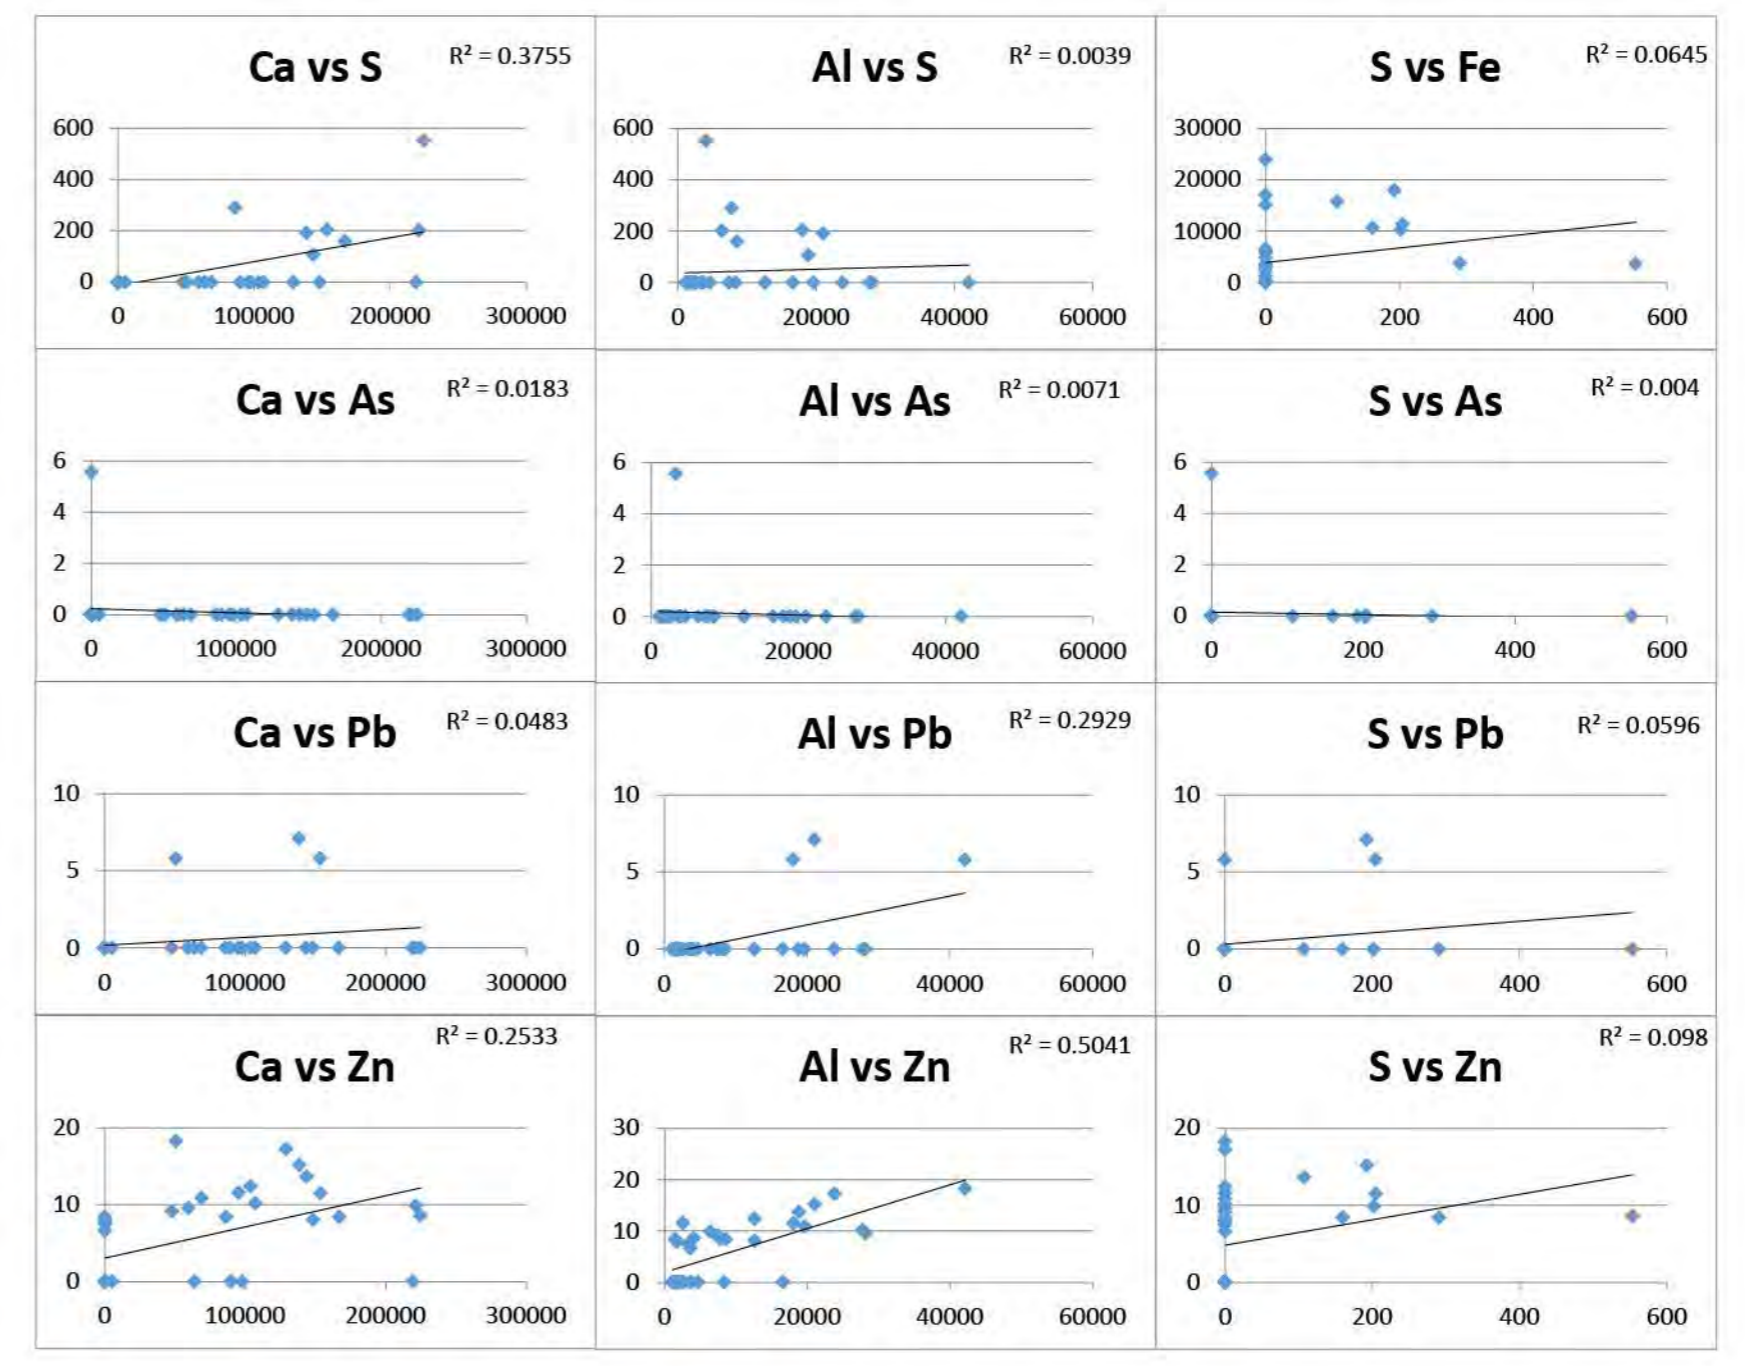 Ca vs S
R² = 0.3755
600
400
200
0
0 100000 200000 300000
Al vs S
R² = 0.0039
600
400
200
0
0 20000 40000 60000
S vs Fe
R² = 0.0645
30000
20000
10000
0
0 200 400 600
Ca vs As
R² = 0.0183
6
4
2
0
0 100000 200000 300000
Al vs As
R² = 0.0071
6
4
2
0
0 20000 40000 60000
S vs As
R² = 0.004
6
4
2
0
0 200 400 600
Ca vs Pb
R² = 0.0483
10
5
0
0 100000 200000 300000
Al vs Pb
R² = 0.2929
10
5
0
0 20000 40000 60000
S vs Pb
R² = 0.0596
10
5
0
0 200 400 600
Ca vs Zn
R² = 0.2533
20
10
0
0 100000 200000 300000
Al vs Zn
R² = 0.5041
30
20
10
0
0 20000 40000 60000
S vs Zn
R² = 0.098
20
10
0
0 200 400 600